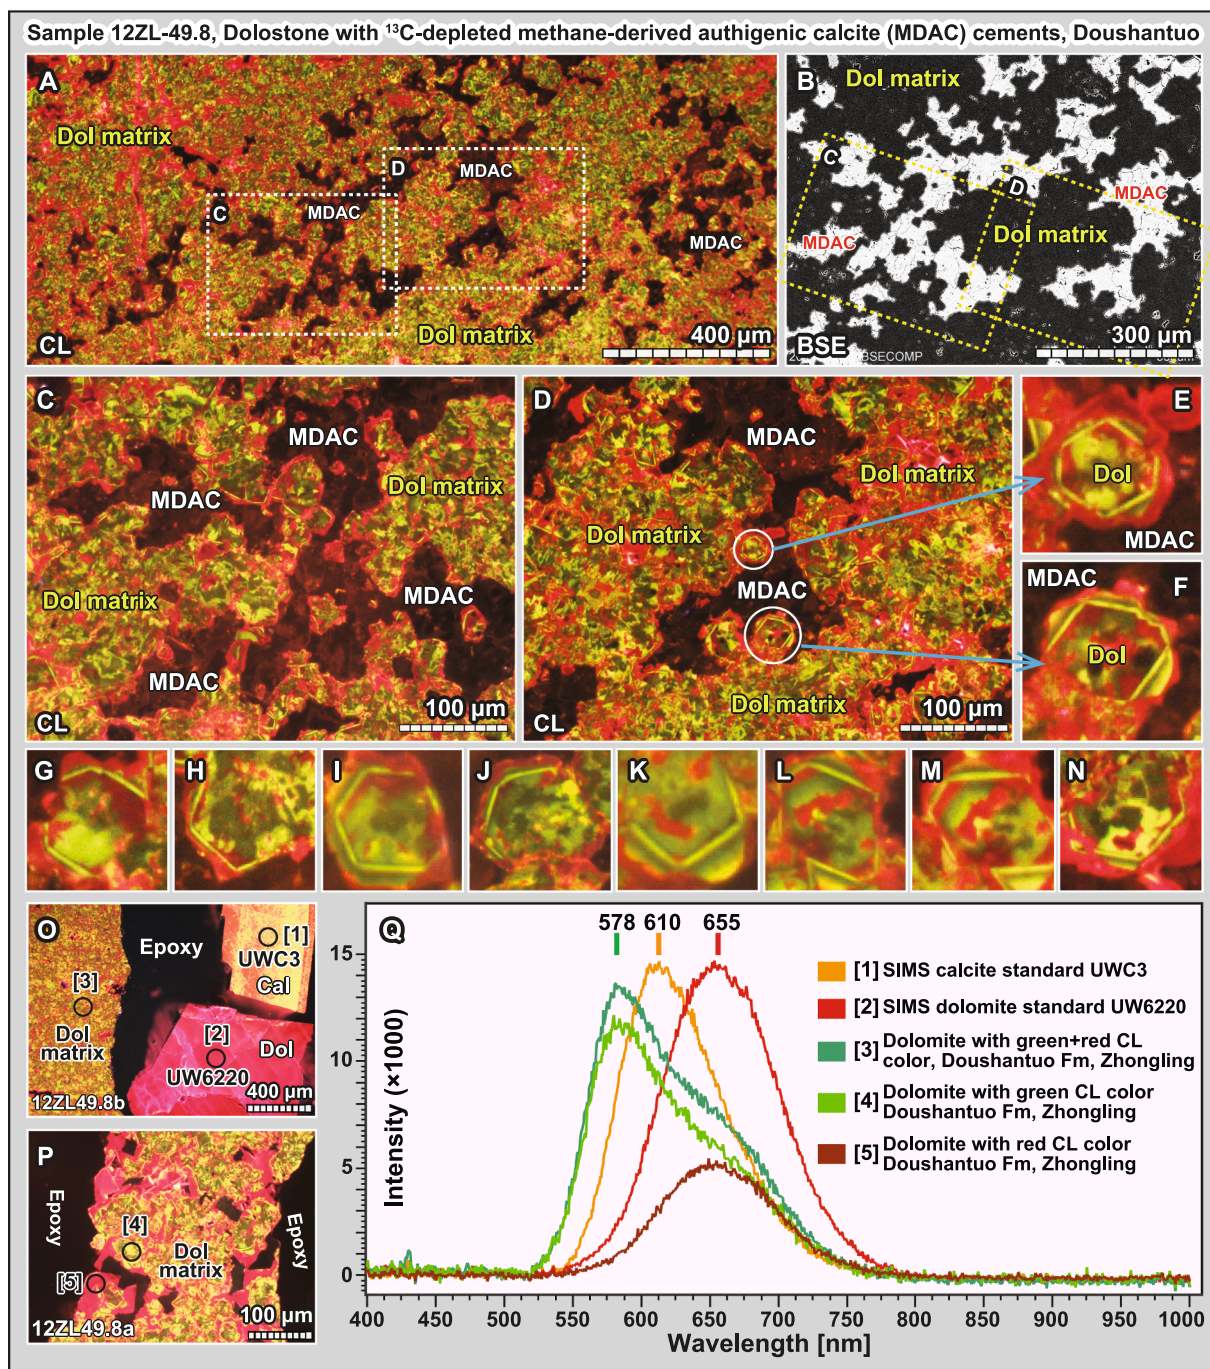 Sample 12ZL-49.8, Dolostone with ¹³C-depleted methane-derived authigenic calcite (MDAC) cements, Doushantuo
A
Dol matrix
D
MDAC
C
MDAC
MDAC
Dol matrix
CL
400 µm
B
Dol matrix
C
D
MDAC
MDAC
Dol matrix
BSE
BSECOMP
300 µm
C
MDAC
Dol matrix
MDAC
MDAC
Dol matrix
MDAC
CL
100 µm
D
MDAC
Dol matrix
Dol matrix
MDAC
Dol matrix
CL
100 µm
E
Dol
MDAC
MDAC
F
Dol
G
H
I
J
K
L
M
N
O
Epoxy
[1]
UWC3
Cal
[3]
Dol
matrix
[2]
Dol
UW6220
400 µm
12ZL49.8b
P
Epoxy
[4]
Dol
matrix
Epoxy
[5]
100 µm
12ZL49.8a
Q
578
610
655
15
10
5
0
Intensity (×1000)
[1] SIMS calcite standard UWC3
[2] SIMS dolomite standard UW6220
[3] Dolomite with green+red CL
color, Doushantuo Fm, Zhongling
[4] Dolomite with green CL color
Doushantuo Fm, Zhongling
[5] Dolomite with red CL color
Doushantuo Fm, Zhongling
400 450 500 550 600 650 700 750 800 850 900 950 1000
Wavelength [nm]